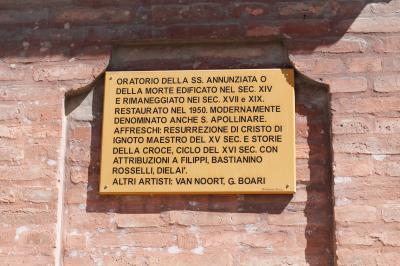 ORATORIO DELLA SS. ANNUNZIATA O
DELLA MORTE EDIFICATO NEL SEC. XIV
E RIMANEGGIATO NEI SEC. XVII e XIX.
RESTAURATO NEL 1950. MODERNAMENTE
DENOMINATO ANCHE S. APOLLINARE.
AFFRESCHI: RESURREZIONE DI CRISTO DI
IGNOTO MAESTRO DEL XV SEC. E STORIE
DELLA CROCE, CICLO DEL XVI SEC. CON
ATTRIBUZIONI A FILIPPI, BASTIANINO
ROSSELLI, DIELAI'.
ALTRI ARTISTI: VAN NOORT, G. BOARI